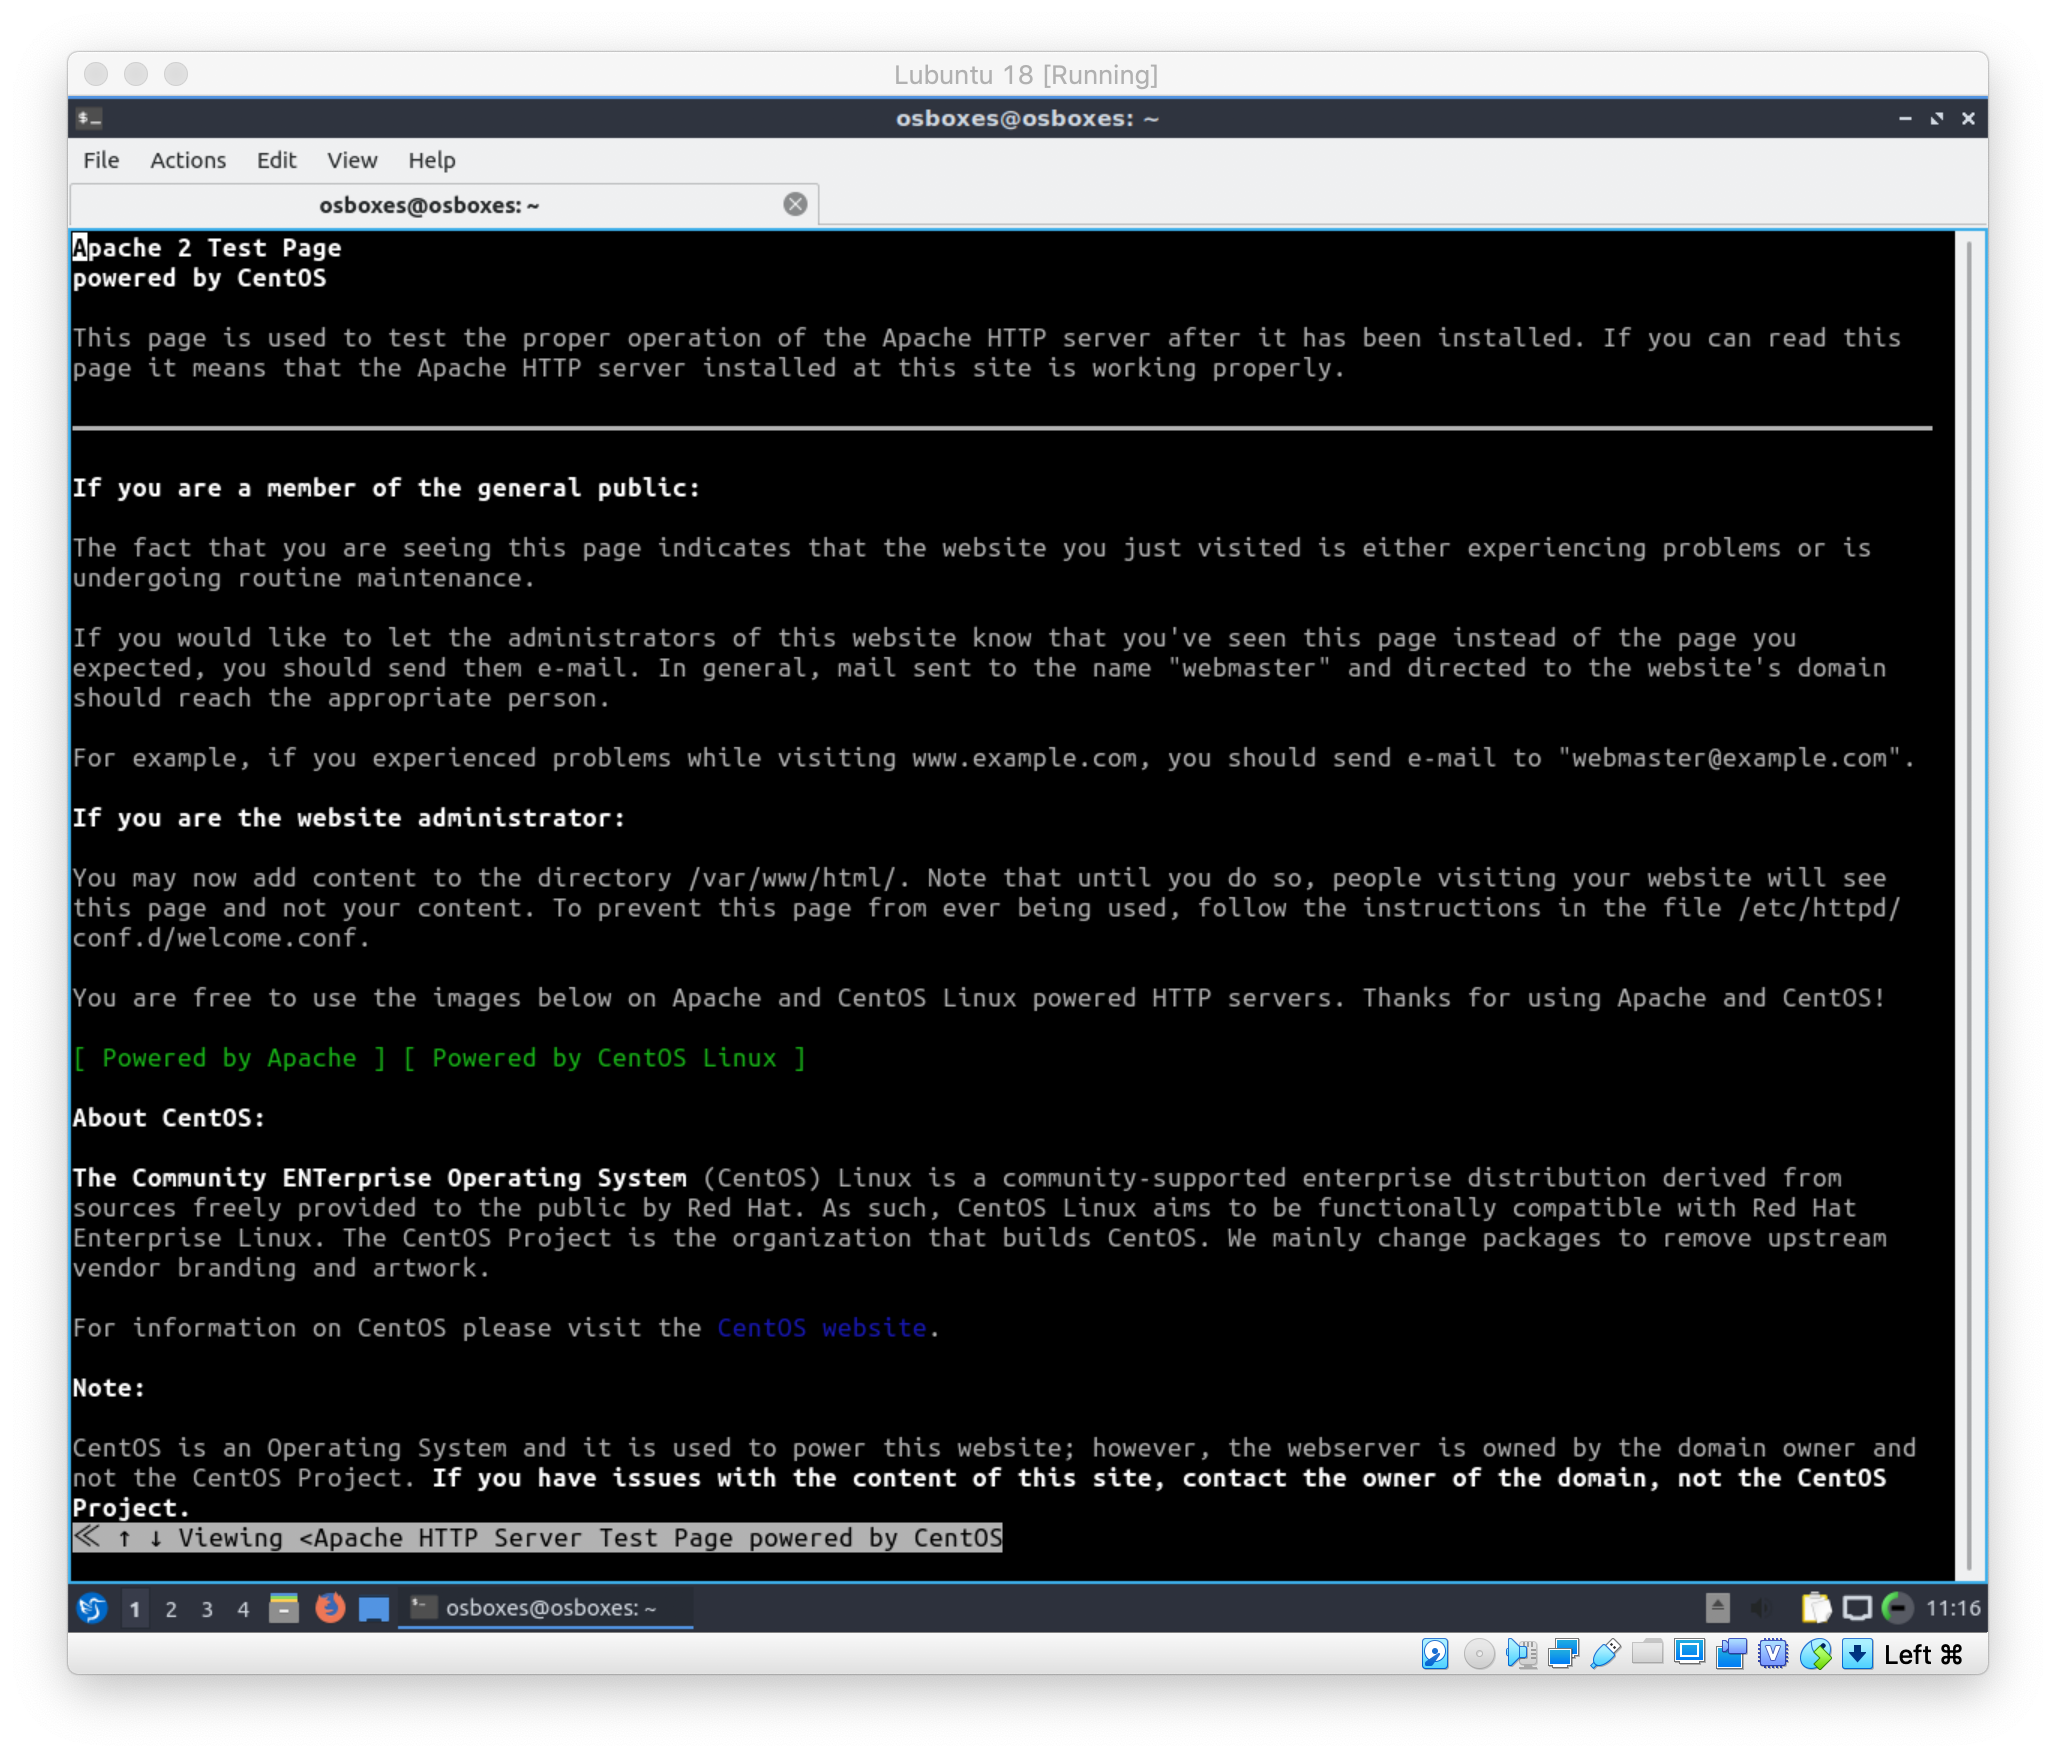 Lubuntu 18 [Running]
$_
osboxes@osboxes: ~
File Actions Edit View Help
osboxes@osboxes: ~
Apache 2 Test Page
powered by CentOS
This page is used to test the proper operation of the Apache HTTP server after it has been installed. If you can read this
page it means that the Apache HTTP server installed at this site is working properly.
If you are a member of the general public:
The fact that you are seeing this page indicates that the website you just visited is either experiencing problems or is
undergoing routine maintenance.
If you would like to let the administrators of this website know that you've seen this page instead of the page you
expected, you should send them e-mail. In general, mail sent to the name "webmaster" and directed to the website's domain
should reach the appropriate person.
For example, if you experienced problems while visiting www.example.com, you should send e-mail to "webmaster@example.com".
If you are the website administrator:
You may now add content to the directory /var/www/html/. Note that until you do so, people visiting your website will see
this page and not your content. To prevent this page from ever being used, follow the instructions in the file /etc/httpd/
conf.d/welcome.conf.
You are free to use the images below on Apache and CentOS Linux powered HTTP servers. Thanks for using Apache and CentOS!
[ Powered by Apache ] [ Powered by CentOS Linux ]
About CentOS:
The Community ENTerprise Operating System (CentOS) Linux is a community-supported enterprise distribution derived from
sources freely provided to the public by Red Hat. As such, CentOS Linux aims to be functionally compatible with Red Hat
Enterprise Linux. The CentOS Project is the organization that builds CentOS. We mainly change packages to remove upstream
vendor branding and artwork.
For information on CentOS please visit the CentOS website.
Note:
CentOS is an Operating System and it is used to power this website; however, the webserver is owned by the domain owner and
not the CentOS Project. If you have issues with the content of this site, contact the owner of the domain, not the CentOS
Project.
≪ ↑ ↓ Viewing <Apache HTTP Server Test Page powered by CentOS
1 2 3 4 osboxes@osboxes: ~ 11:16
V Left ⌘